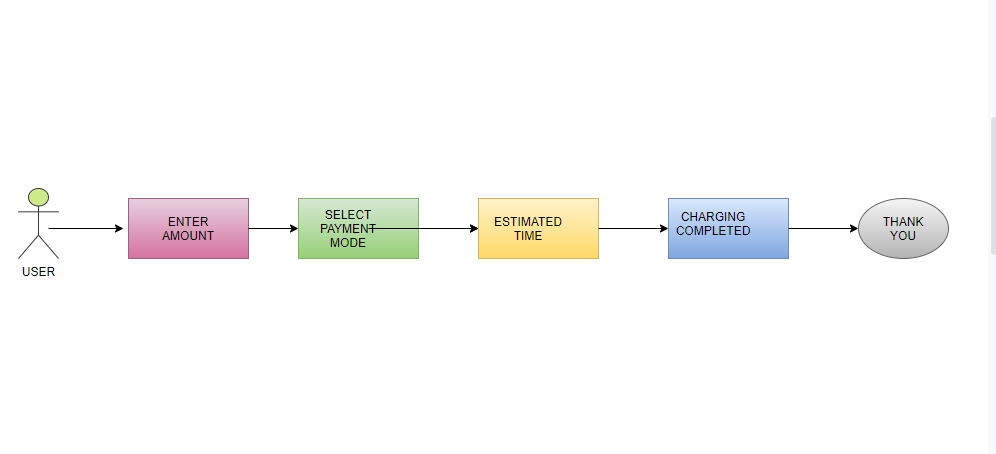 USER
ENTER
AMOUNT
SELECT
PAYMENT
MODE
ESTIMATED
TIME
CHARGING
COMPLETED
THANK
YOU